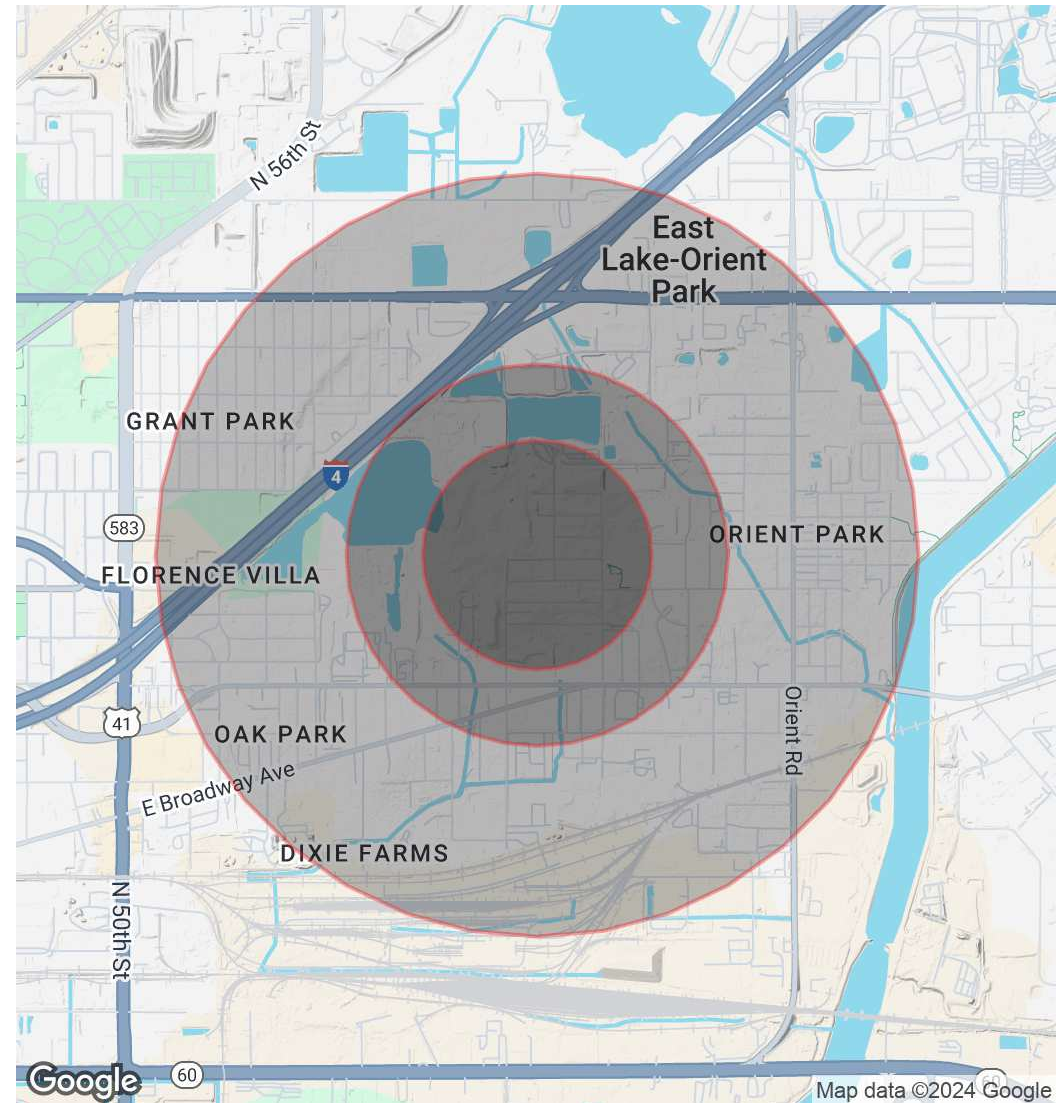 N 56th St
East
Lake-Orient
Park
GRANT PARK
4
583
ORIENT PARK
FLORENCE VILLA
41
OAK PARK
Orient Rd
E Broadway Ave
DIXIE FARMS
N 50th St
Google
60
60
Map data ©2024 Google